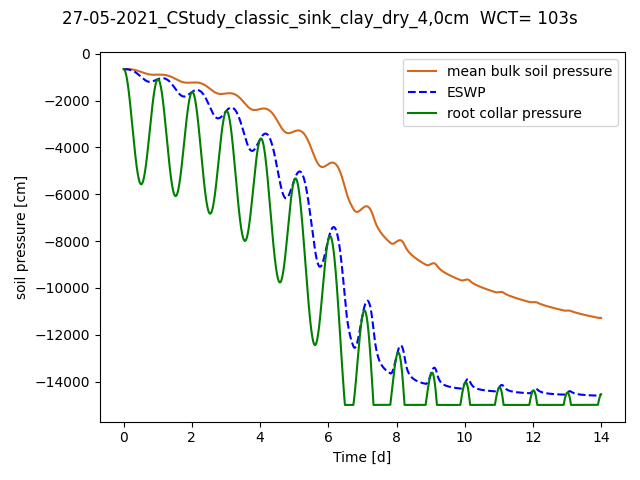 27-05-2021_CStudy_classic_sink_clay_dry_4,0cm  WCT= 103s
mean bulk soil pressure
ESWP
root collar pressure
soil pressure [cm]
0
−2000
−4000
−6000
−8000
−10000
−12000
−14000
0 2 4 6 8 10 12 14
Time [d]